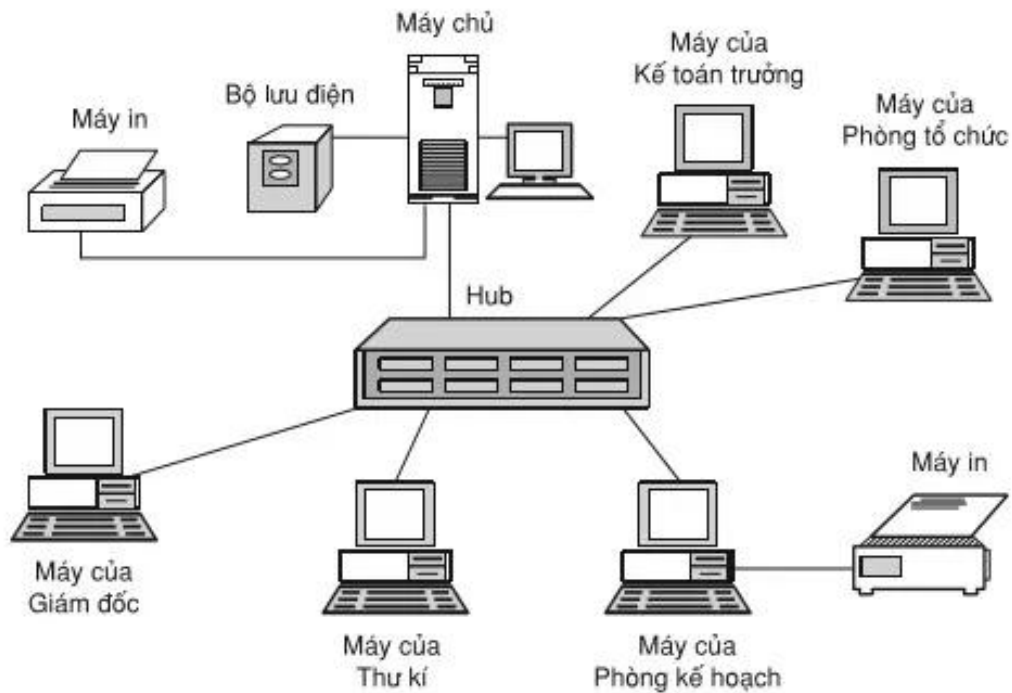 Máy chủ
Máy của
Kế toán trưởng
Bộ lưu điện
Máy in
Máy của
Phòng tổ chức
Hub
Máy in
Máy của
Giám đốc
Máy của
Thư kí
Máy của
Phòng kế hoạch